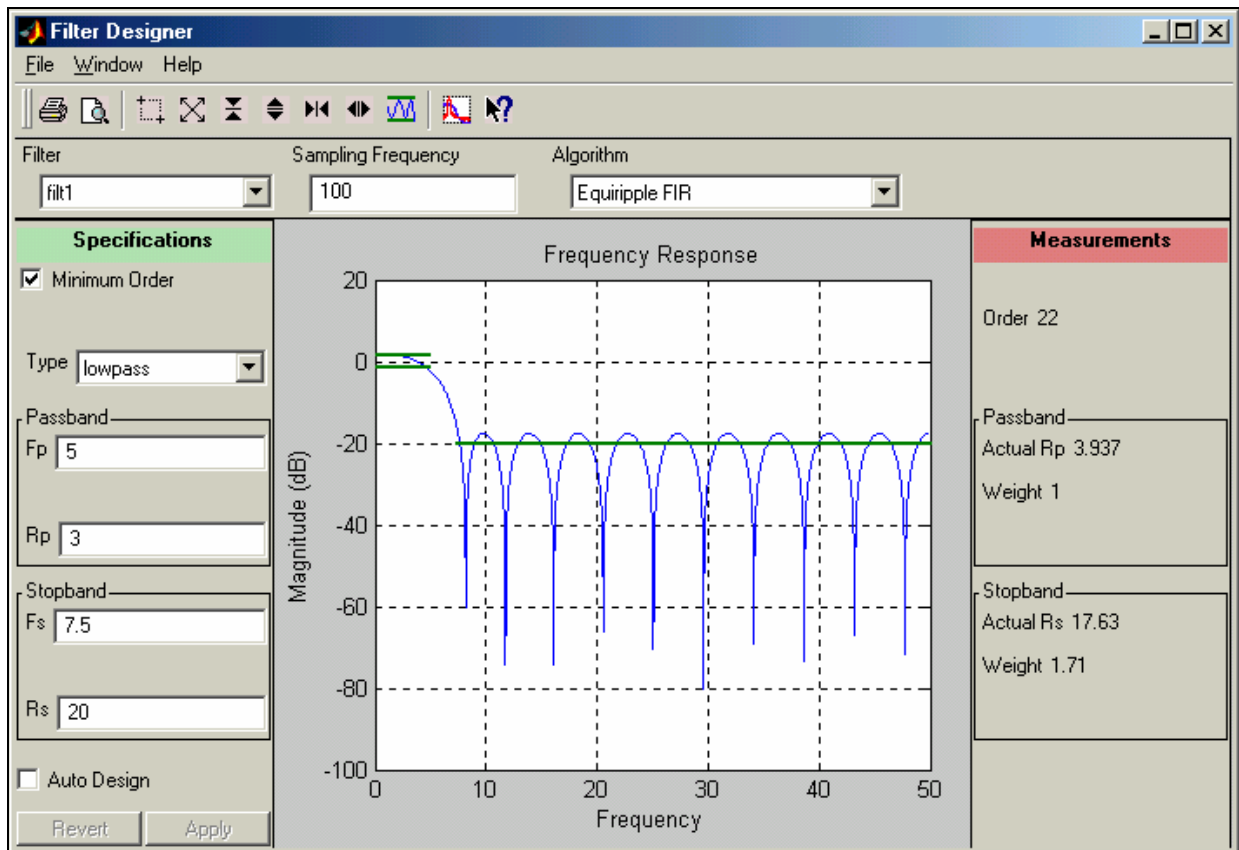 Filter Designer
File Window Help
Filter
Sampling Frequency
Algorithm
filt1
100
Equiripple FIR
Specifications
Minimum Order
Type lowpass
Passband
Fp 5
Rp 3
Stopband
Fs 7.5
Rs 20
Auto Design
Revert Apply
Frequency Response
20
0
-20
-40
-60
-80
-100
Magnitude (dB)
0 10 20 30 40 50
Frequency
Measurements
Order 22
Passband
Actual Rp 3.937
Weight 1
Stopband
Actual Rs 17.63
Weight 1.71